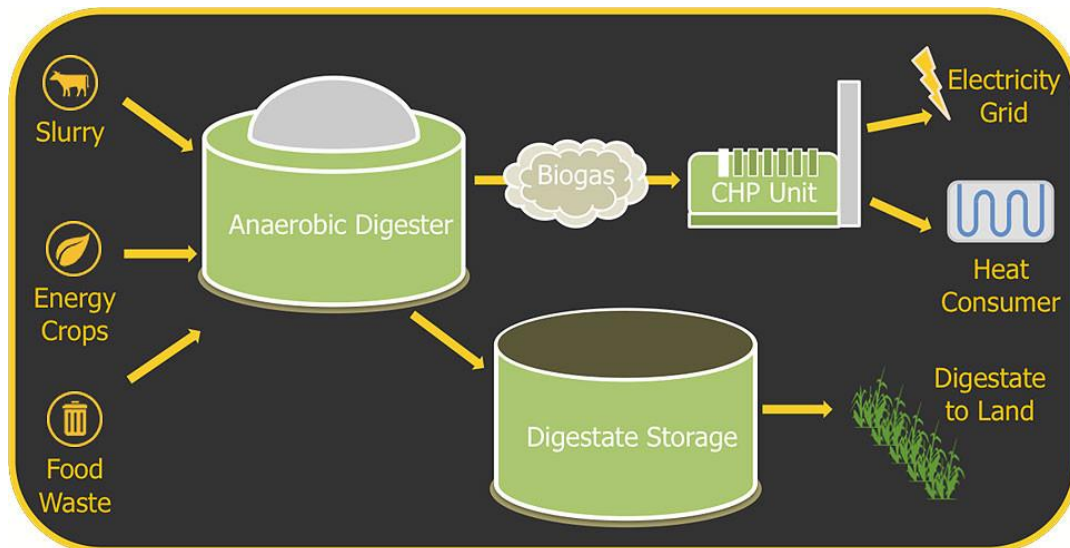 Slurry
Energy
Crops
Food
Waste
Anaerobic Digester
Biogas
CHP Unit
Electricity
Grid
Heat
Consumer
Digestate Storage
Digestate
to Land